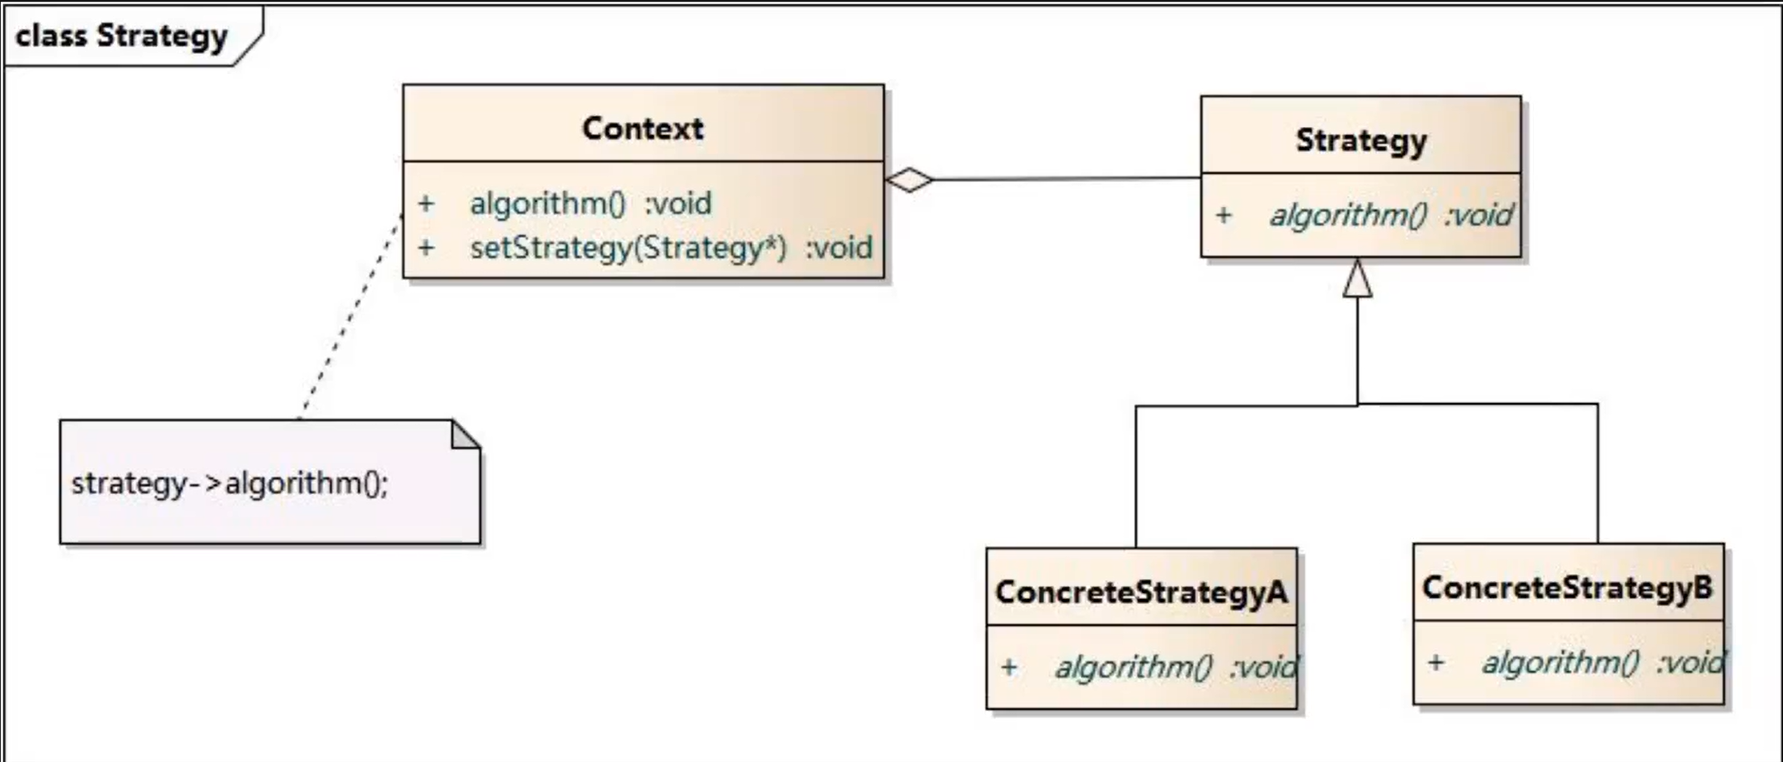 class Strategy
Context
+ algorithm() :void
+ setStrategy(Strategy*) :void
Strategy
+ algorithm() :void
strategy->algorithm();
ConcreteStrategyA
+ algorithm() :void
ConcreteStrategyB
+ algorithm() :void